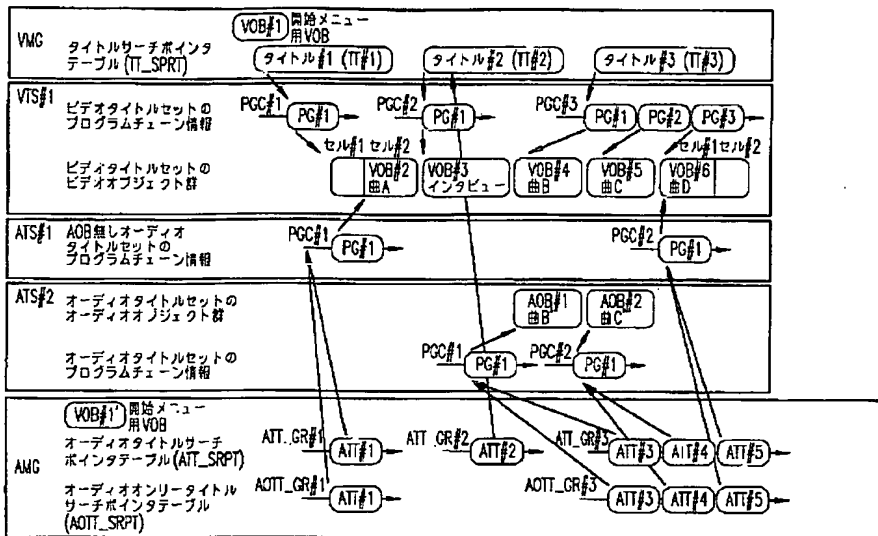 VMG
VOB#1
開始メニュー
用VOB
タイトルサーチポインタ
テーブル(TT_SPRT)
タイトル#1 (TT#1)
タイトル#2 (TT#2)
タイトル#3 (TT#3)
VTS#1
ビデオタイトルセットの
プログラムチェーン情報
PGC#1
PG#1
PGC#2
PG#1
PGC#3
PG#1
PG#2
PG#3
セル#1 セル#2
セル#1 セル#2
ビデオタイトルセットの
ビデオオブジェクト群
VOB#2
曲A
VOB#3
インタビュー
VOB#4
曲B
VOB#5
曲C
VOB#6
曲D
ATS#1
AOB無しオーディオ
タイトルセットの
プログラムチェーン情報
PGC#1
PG#1
PGC#2
PG#1
ATS#2
オーディオタイトルセットの
オーディオオブジェクト群
AOB#1
曲B
AOB#2
曲C
オーディオタイトルセットの
プログラムチェーン情報
PGC#1
PG#1
PGC#2
PG#1
AMG
VOB#1'
開始メニュー
用VOB
オーディオタイトルサーチ
ポインタテーブル(ATT_SRPT)
ATT_GR#1
ATT#1
ATT_GR#2
ATT#2
ATT_GR#3
ATT#3
ATT#4
ATT#5
オーディオオンリータイトル
サーチポインタテーブル
(AOTT_SRPT)
AOTT_GR#1
ATT#1
AOTT_GR#3
ATT#3
ATT#4
ATT#5